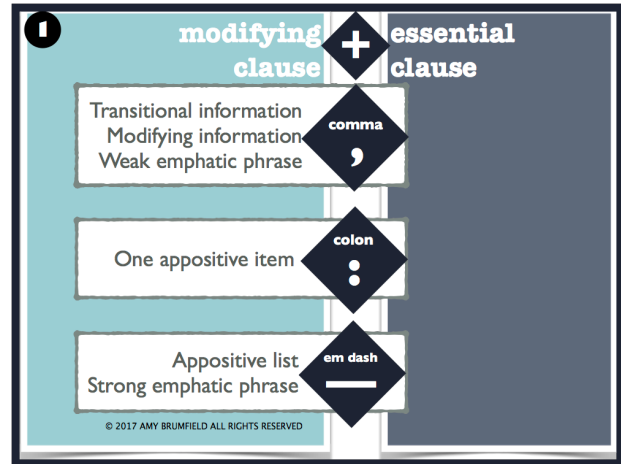 1
modifying + essential
clause clause
Transitional information
Modifying information
Weak emphatic phrase
comma
,
One appositive item
colon
:
Appositive list
Strong emphatic phrase
em dash
—
© 2017 AMY BRUMFIELD ALL RIGHTS RESERVED